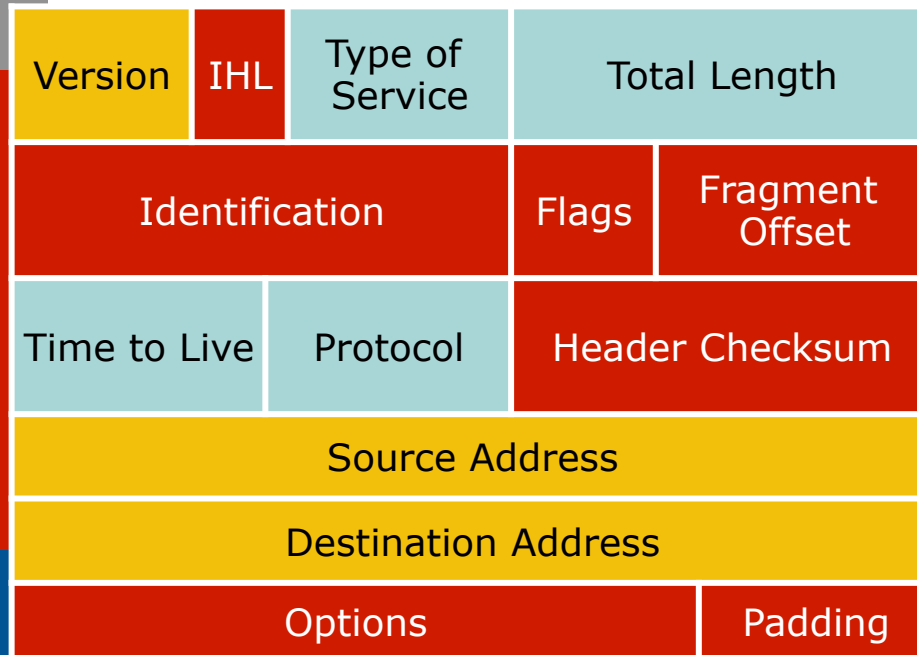 Version
IHL
Type of
Service
Total Length
Identification
Flags
Fragment
Offset
Time to Live
Protocol
Header Checksum
Source Address
Destination Address
Options
Padding